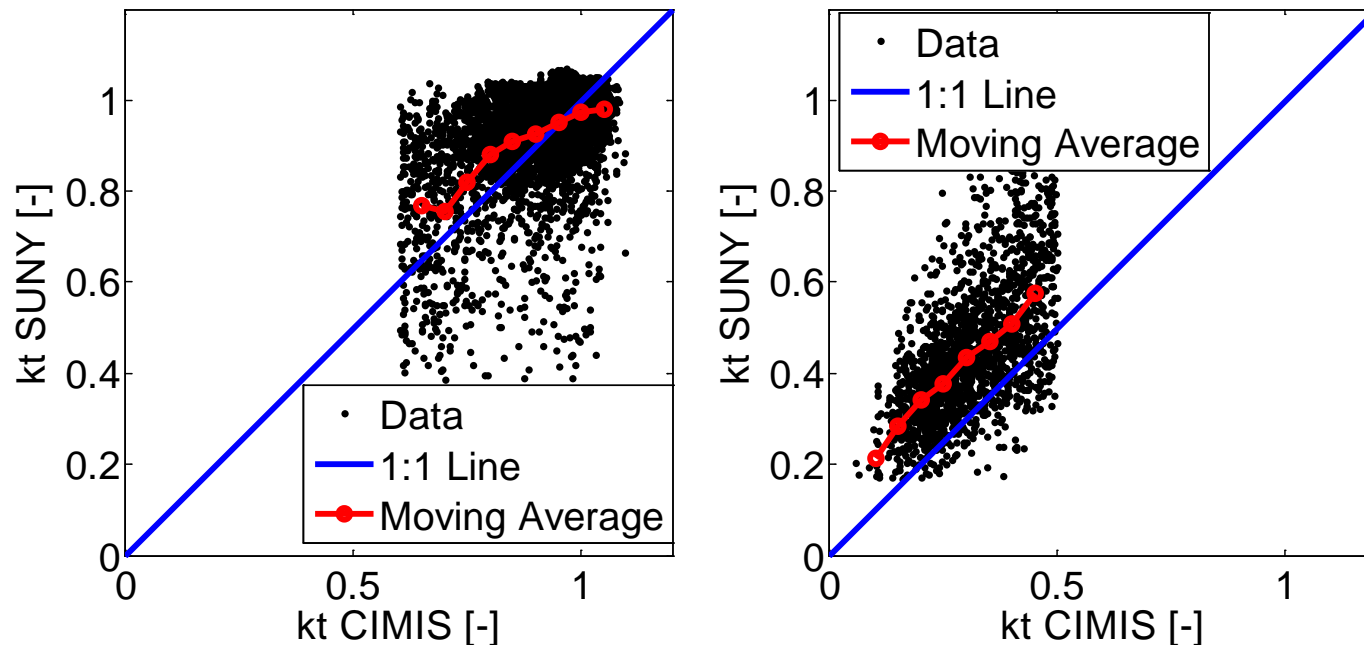 kt SUNY [-]
1
0.8
0.6
0.4
0.2
0
Data
1:1 Line
Moving Average
0 0.5 1
kt CIMIS [-]
kt SUNY [-]
1
0.8
0.6
0.4
0.2
0
Data
1:1 Line
Moving Average
0 0.5 1
kt CIMIS [-]